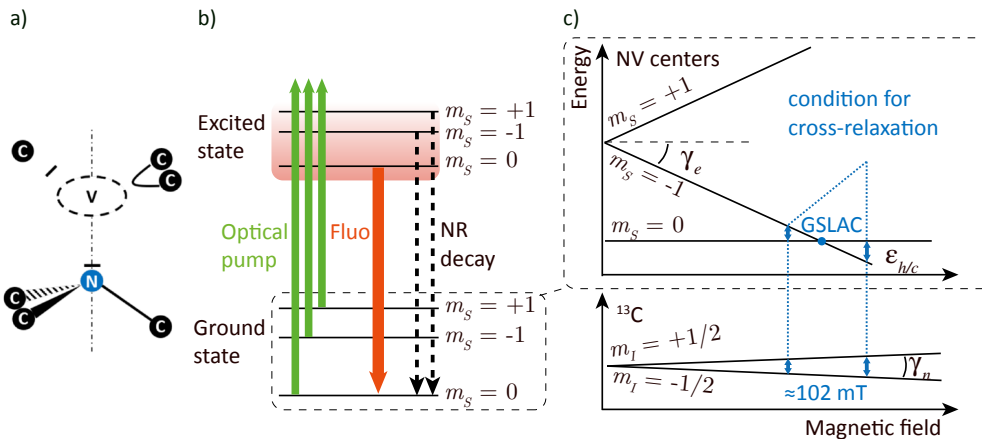 a)
C
C
C
V
N
C
C
C
b)
Excited
state
m_S = +1
m_S = -1
m_S = 0
Optical
pump
Fluo
NR
decay
Ground
state
m_S = +1
m_S = -1
m_S = 0
c)
Energy
NV centers
m_S = +1
condition for
cross-relaxation
γ_e
m_S = -1
m_S = 0
GSLAC
ε_{h/c}
¹³C
m_I = +1/2
m_I = -1/2
γ_n
≈102 mT
Magnetic field